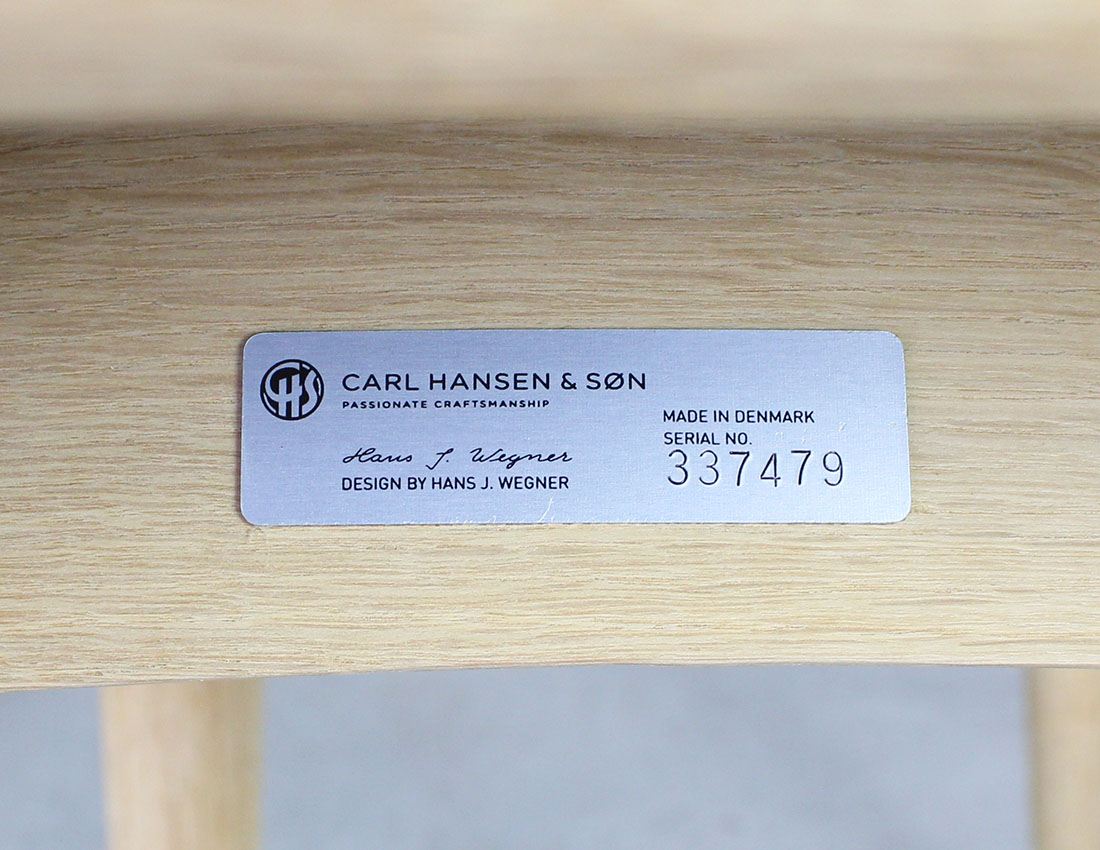 CHS
CARL HANSEN & SØN
PASSIONATE CRAFTSMANSHIP
Hans J. Wegner
DESIGN BY HANS J. WEGNER
MADE IN DENMARK
SERIAL NO.
337479